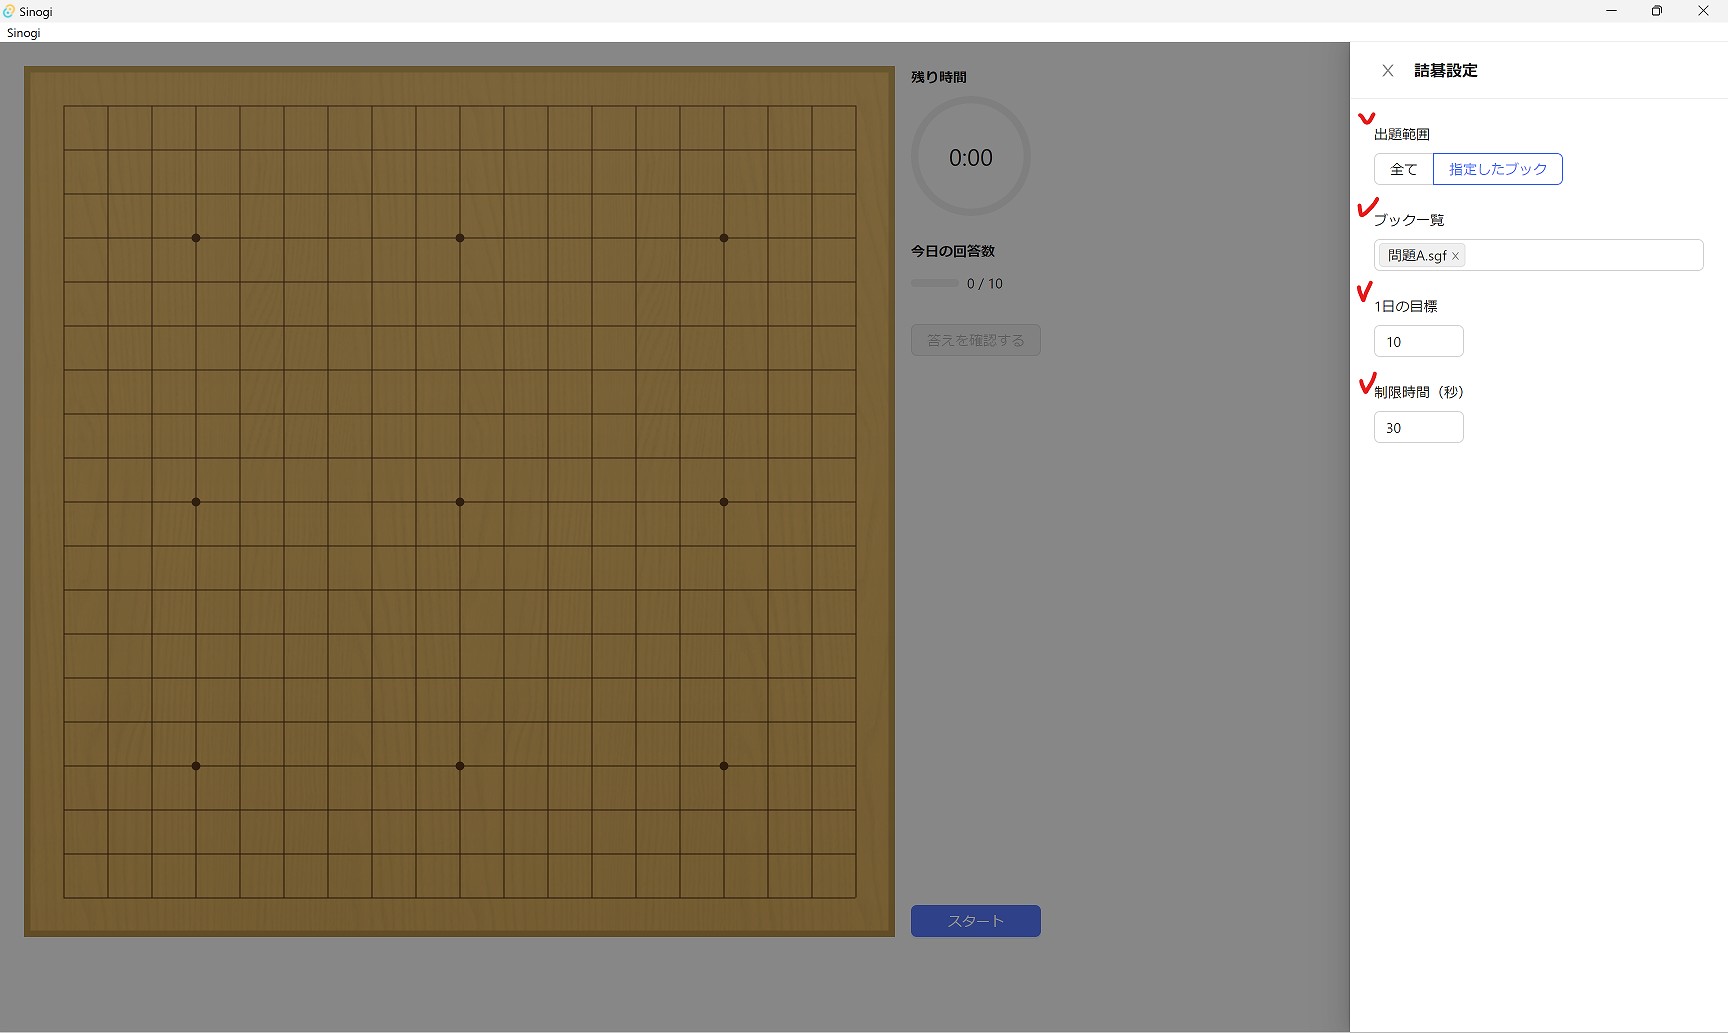 Sinogi
Sinogi
残り時間
0:00
今日の回答数
0 / 10
答えを確認する
スタート
詰碁設定
出題範囲
全て 指定したブック
ブック一覧
問題A.sgf ×
1日の目標
10
制限時間（秒）
30